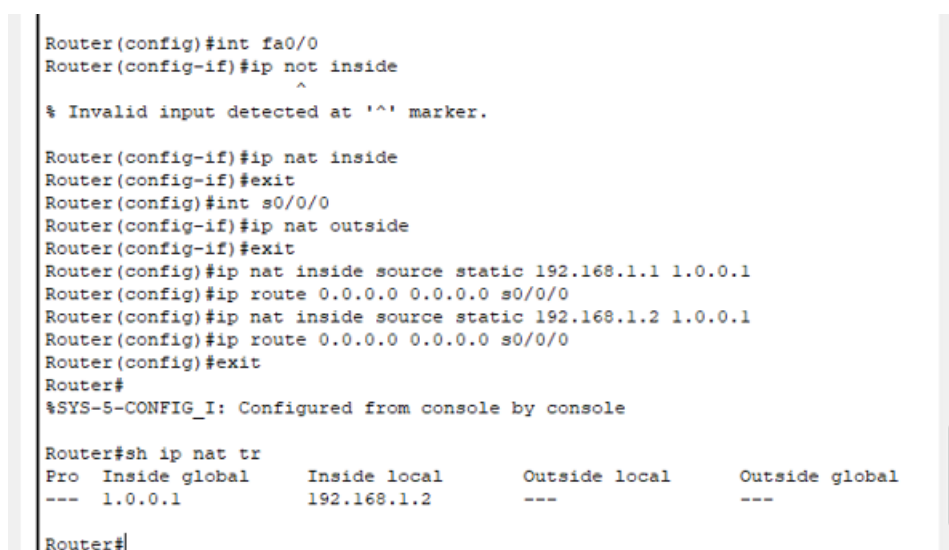 Router(config)#int fa0/0
Router(config-if)#ip not inside
^
% Invalid input detected at '^' marker.
Router(config-if)#ip nat inside
Router(config-if)#exit
Router(config)#int s0/0/0
Router(config-if)#ip nat outside
Router(config-if)#exit
Router(config)#ip nat inside source static 192.168.1.1 1.0.0.1
Router(config)#ip route 0.0.0.0 0.0.0.0 s0/0/0
Router(config)#ip nat inside source static 192.168.1.2 1.0.0.1
Router(config)#ip route 0.0.0.0 0.0.0.0 s0/0/0
Router(config)#exit
Router#
%SYS-5-CONFIG_I: Configured from console by console
Router#sh ip nat tr
Pro  Inside global     Inside local       Outside local      Outside global
---  1.0.0.1           192.168.1.2        ---                ---
Router#